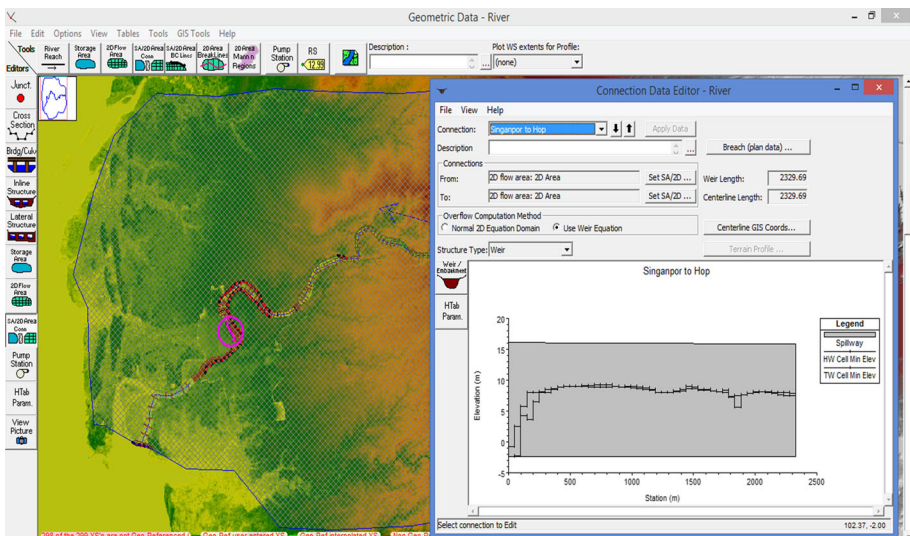 Geometric Data - River
File Edit Options View Tables Tools GIS Tools Help
Tools
Editors
River Reach
Storage Area
2D Flow Area
SA/2D Area Conn
SA/2D Area BC Lines
2D Area Break Lines
2D Area Mann n Regions
Pump Station
RS
12.99
Description :
...
Plot WS extents for Profile:
(none)
Junct.
Cross Section
Brdg/Culv
Inline Structure
Lateral Structure
Storage Area
2D Flow Area
SA/2D Area Conn
Pump Station
HTab Param.
View Picture
Connection Data Editor - River
File View Help
Connection: Singanpor to Hop Apply Data
Description ... Breach (plan data) ...
Connections
From: 2D flow area: 2D Area Set SA/2D ... Weir Length: 2329.69
To: 2D flow area: 2D Area Set SA/2D ... Centerline Length: 2329.69
Overflow Computation Method
Normal 2D Equation Domain Use Weir Equation Centerline GIS Coords...
Structure Type: Weir Terrain Profile ...
Weir / Embankment
HTab Param.
Singanpor to Hop
20
15
10
5
0
-5
Elevation (m)
0 500 1000 1500 2000 2500
Station (m)
Legend
Spillway
HW Cell Min Elev
TW Cell Min Elev
Select connection to Edit 102.37, -2.00